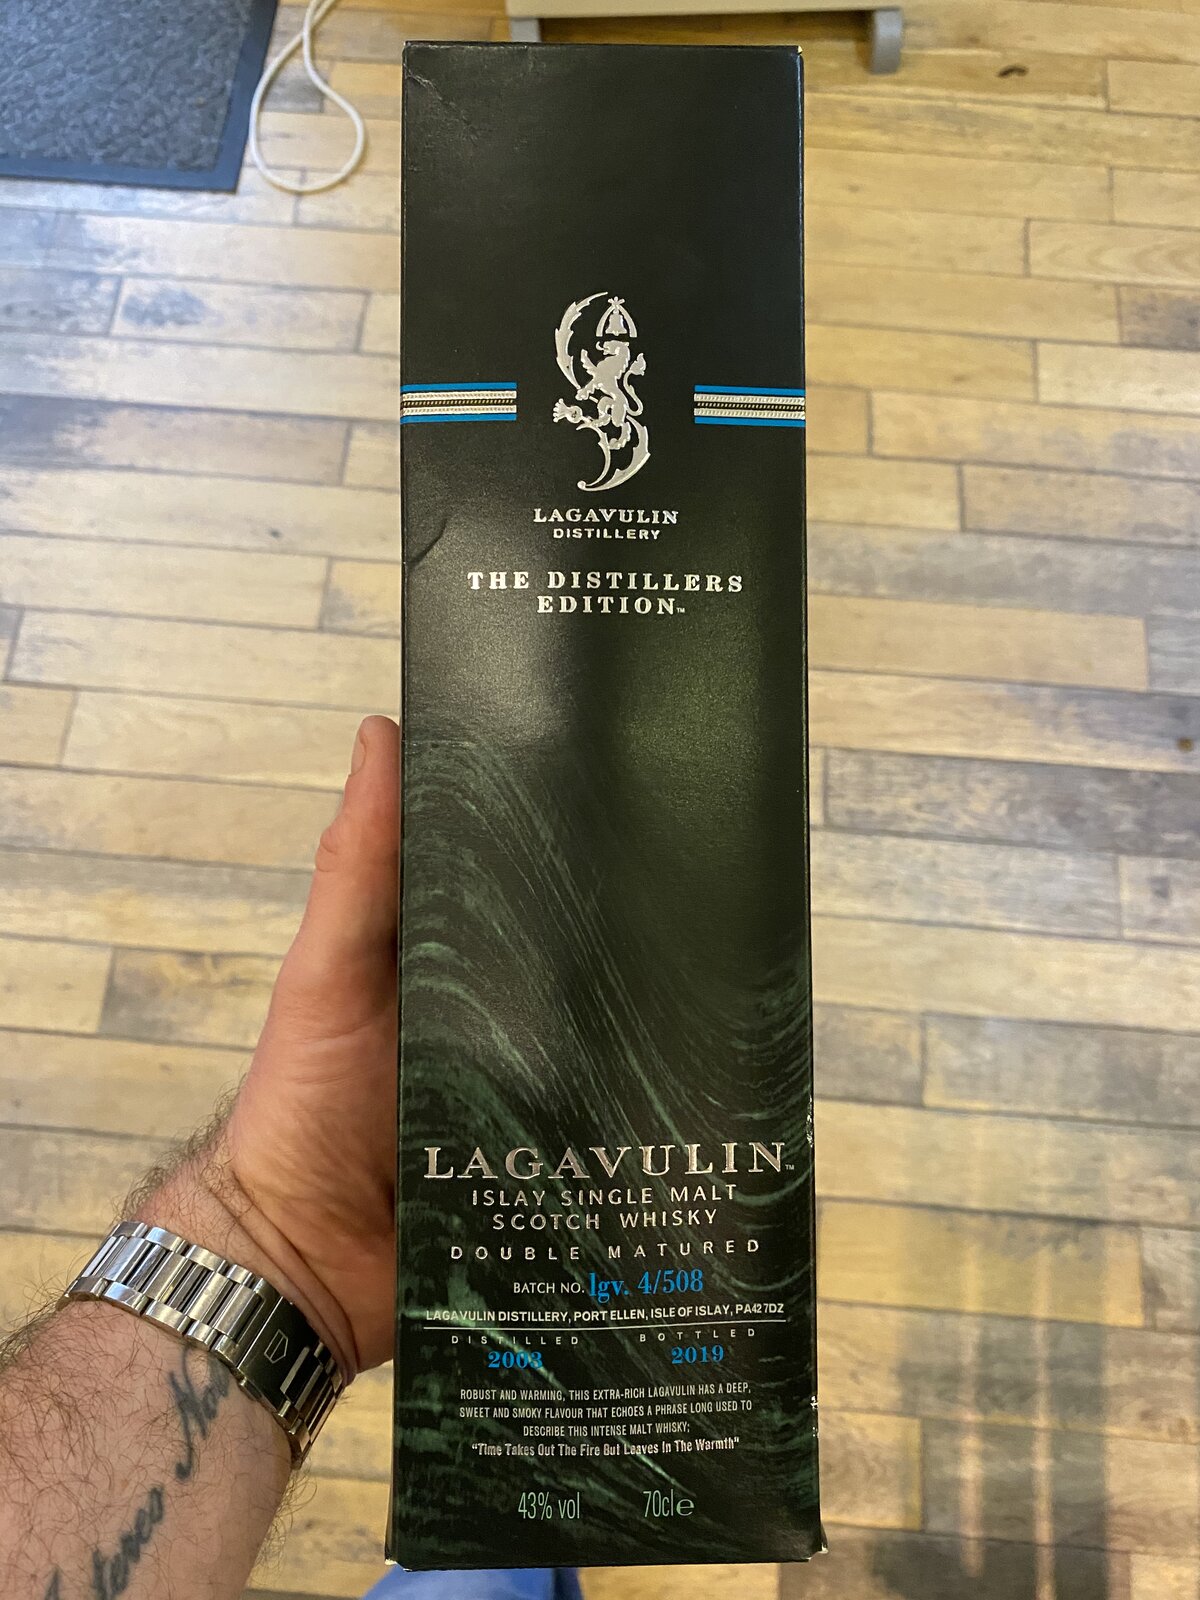 LAGAVULIN
DISTILLERY
THE DISTILLERS
EDITION™
LAGAVULIN™
ISLAY SINGLE MALT
SCOTCH WHISKY
DOUBLE MATURED
BATCH NO. lgv. 4/508
LAGAVULIN DISTILLERY, PORT ELLEN, ISLE OF ISLAY, PA42 7DZ
DISTILLED BOTTLED
2003 2019
ROBUST AND WARMING, THIS EXTRA-RICH LAGAVULIN HAS A DEEP,
SWEET AND SMOKY FLAVOUR THAT ECHOES A PHRASE LONG USED TO
DESCRIBE THIS INTENSE MALT WHISKY;
"Time Takes Out The Fire But Leaves In The Warmth"
43% vol 70cl e